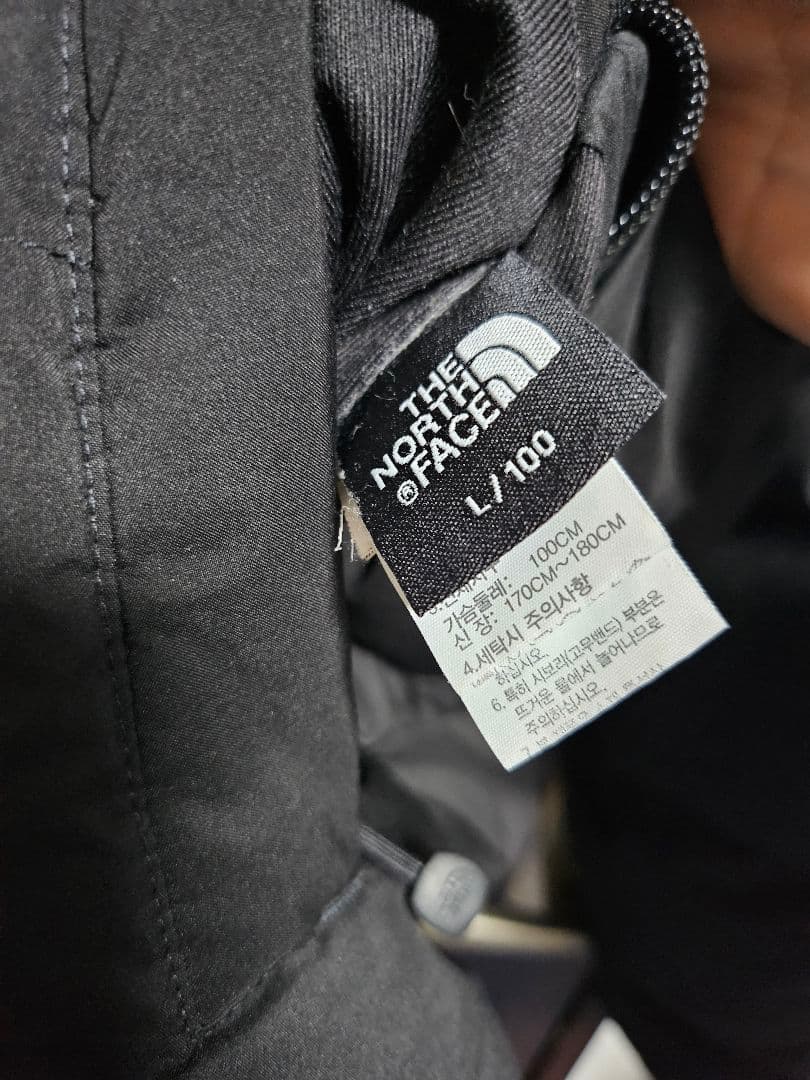 THE
NORTH
FACE
®
L/100
100CM
가슴둘레:
신 장: 170CM~180CM
4.세탁시 주의사항
하십시오.
6. 특히 시보리(고무밴드) 부분은
뜨거운 물에서 늘어나므로
주의하십시오.